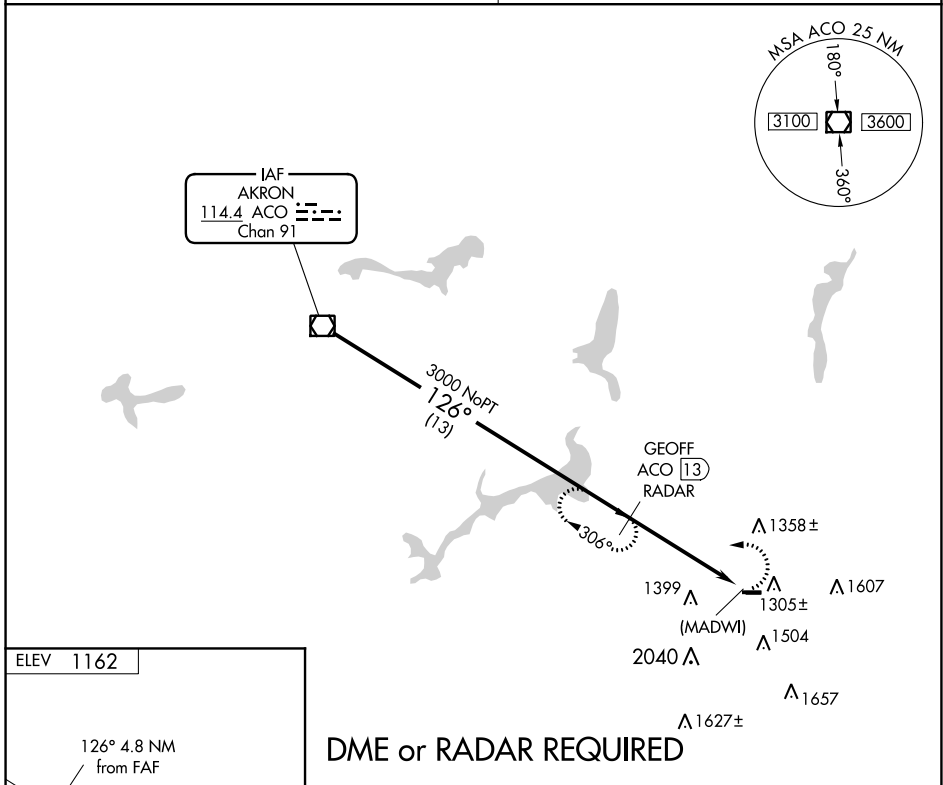 MSA ACO 25 NM
180°
3100
3600
360°
IAF
AKRON
114.4 ACO
Chan 91
3000 NoPT
126°
(13)
GEOFF
ACO 13
RADAR
306°
1358±
1399
1305±
1607
(MADWI)
1504
2040
1657
1627±
ELEV 1162
126° 4.8 NM
from FAF
DME or RADAR REQUIRED